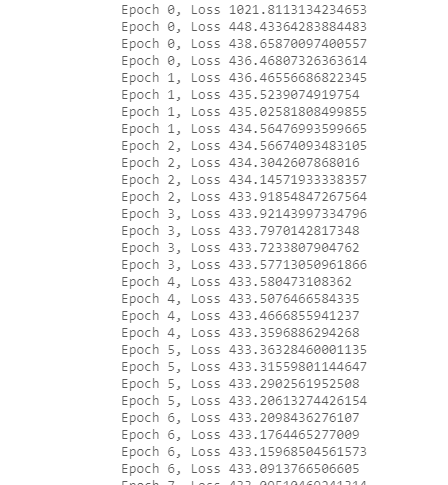 Epoch 0, Loss 1021.8113134234653
Epoch 0, Loss 448.43364283884483
Epoch 0, Loss 438.65870097400557
Epoch 0, Loss 436.46807326363614
Epoch 1, Loss 436.46556686822345
Epoch 1, Loss 435.5239074919754
Epoch 1, Loss 435.02581808499855
Epoch 1, Loss 434.56476993599665
Epoch 2, Loss 434.56674093483105
Epoch 2, Loss 434.3042607868016
Epoch 2, Loss 434.14571933338357
Epoch 2, Loss 433.91854847267564
Epoch 3, Loss 433.92143997334796
Epoch 3, Loss 433.7970142817348
Epoch 3, Loss 433.7233807904762
Epoch 3, Loss 433.57713050961866
Epoch 4, Loss 433.580473108362
Epoch 4, Loss 433.5076466584335
Epoch 4, Loss 433.4666855941237
Epoch 4, Loss 433.3596886294268
Epoch 5, Loss 433.36328460001135
Epoch 5, Loss 433.31559801144647
Epoch 5, Loss 433.2902561952508
Epoch 5, Loss 433.20613274426154
Epoch 6, Loss 433.2098436276107
Epoch 6, Loss 433.1764465277009
Epoch 6, Loss 433.15968504561573
Epoch 6, Loss 433.0913766506605
Epoch 7, Loss